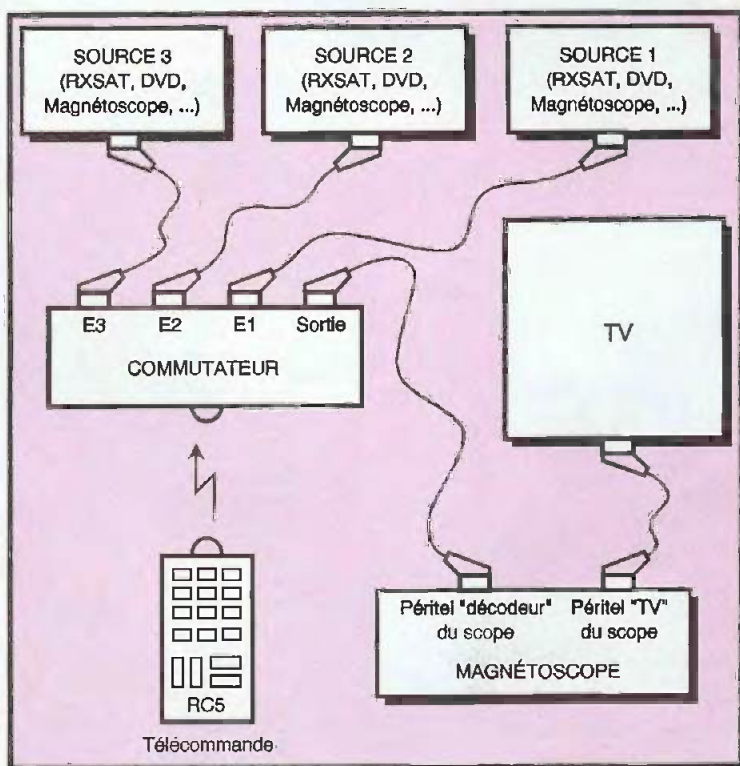 SOURCE 3
(RXSAT, DVD,
Magnétoscope, ...)
SOURCE 2
(RXSAT, DVD,
Magnétoscope, ...)
SOURCE 1
(RXSAT, DVD,
Magnétoscope, ...)
E3
E2
E1
Sortie
COMMUTATEUR
TV
RC5
Télécommande
Péritel "décodeur"
du scope
Péritel "TV"
du scope
MAGNÉTOSCOPE